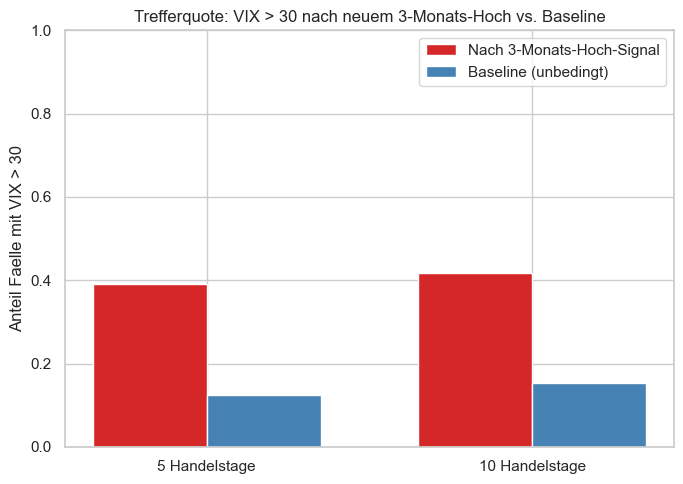 Trefferquote: VIX > 30 nach neuem 3-Monats-Hoch vs. Baseline
Nach 3-Monats-Hoch-Signal
Baseline (unbedingt)
Anteil Faelle mit VIX > 30
1.0
0.8
0.6
0.4
0.2
0.0
5 Handelstage
10 Handelstage